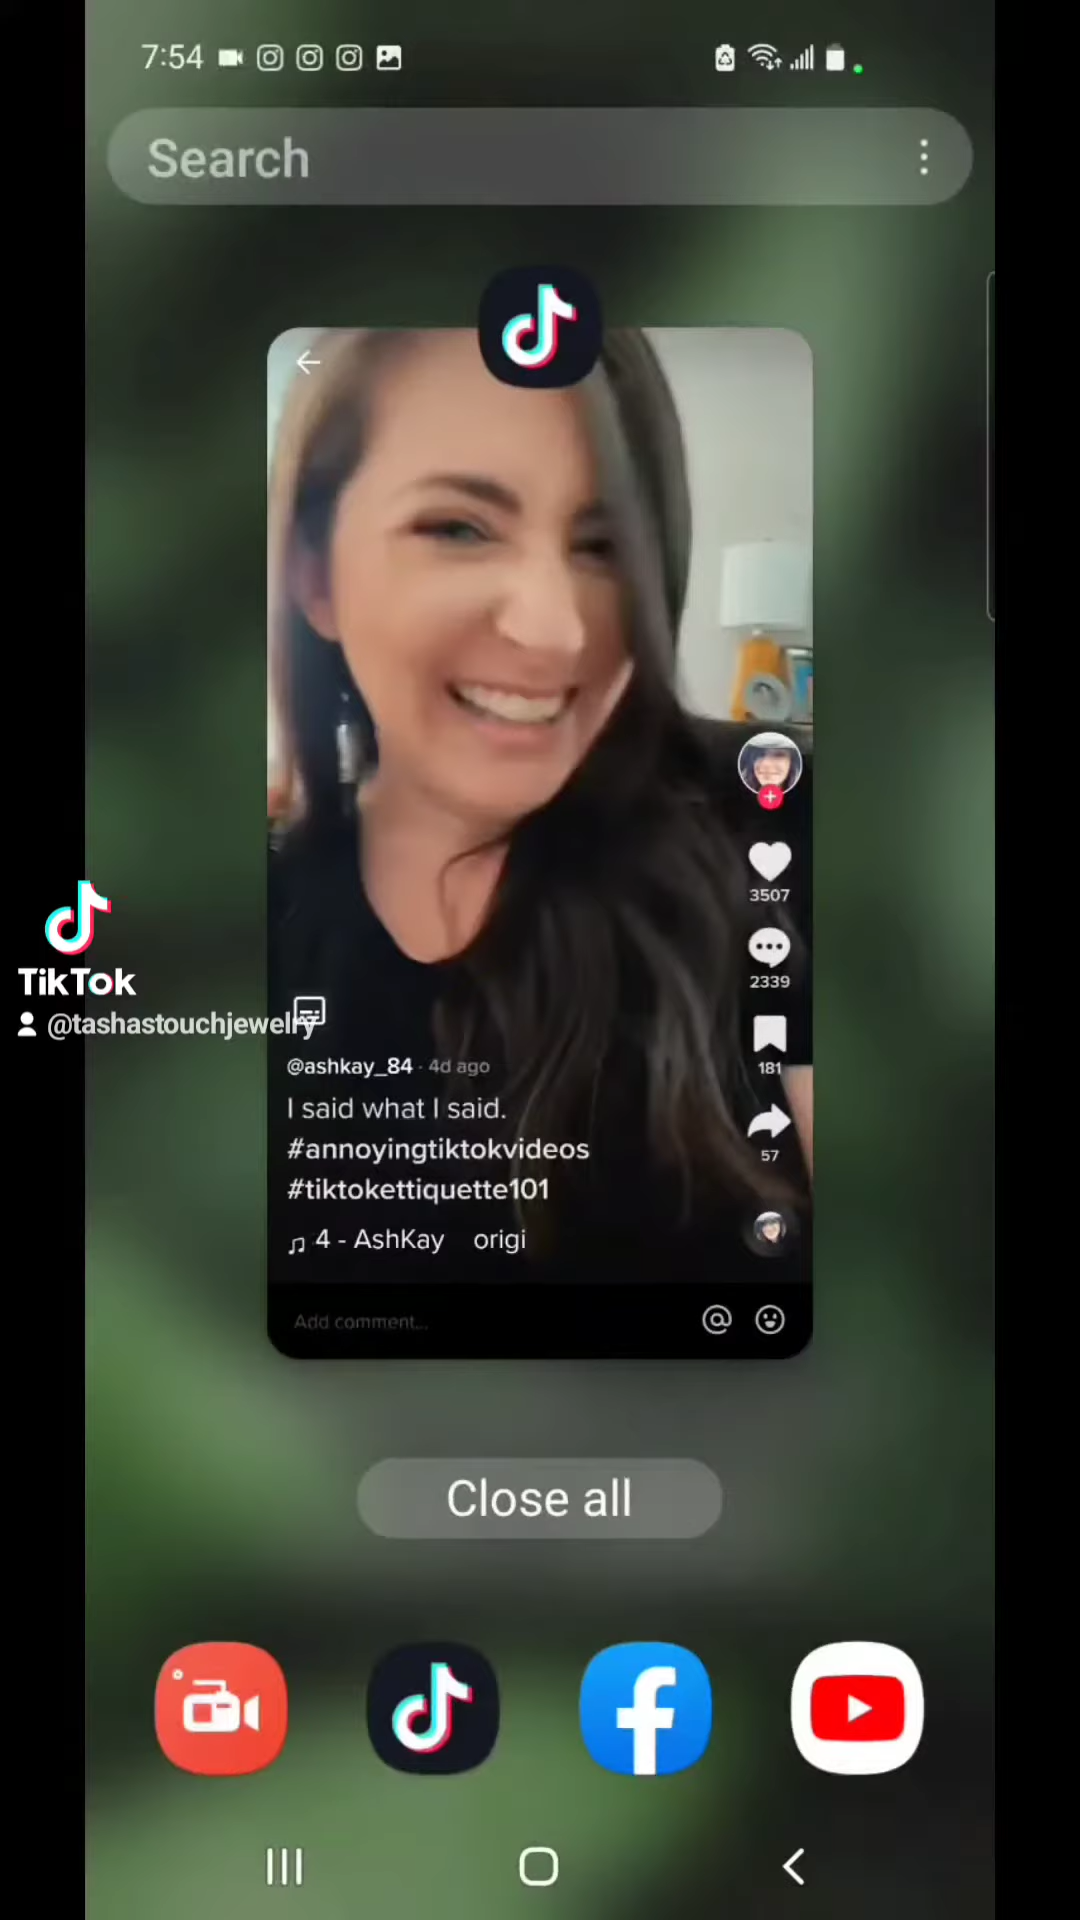 7:54
Search
3507
2339
TikTok
@tashastouchjewelry
181
@ashkay_84 · 4d ago
I said what I said.
#annoyingtiktokvideos
57
#tiktokettiquette101
4 - AshKay origi
Add comment...
Close all